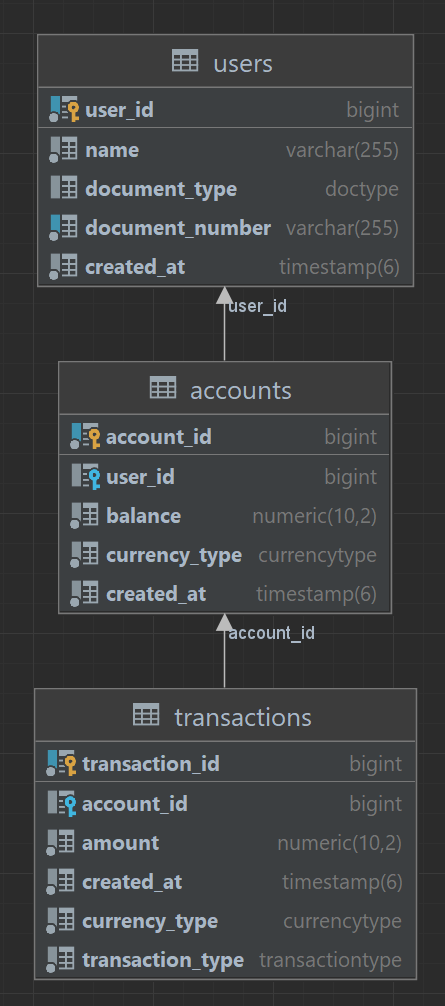 users
user_id bigint
name varchar(255)
document_type doctype
document_number varchar(255)
created_at timestamp(6)
user_id
accounts
account_id bigint
user_id bigint
balance numeric(10,2)
currency_type currencytype
created_at timestamp(6)
account_id
transactions
transaction_id bigint
account_id bigint
amount numeric(10,2)
created_at timestamp(6)
currency_type currencytype
transaction_type transactiontype